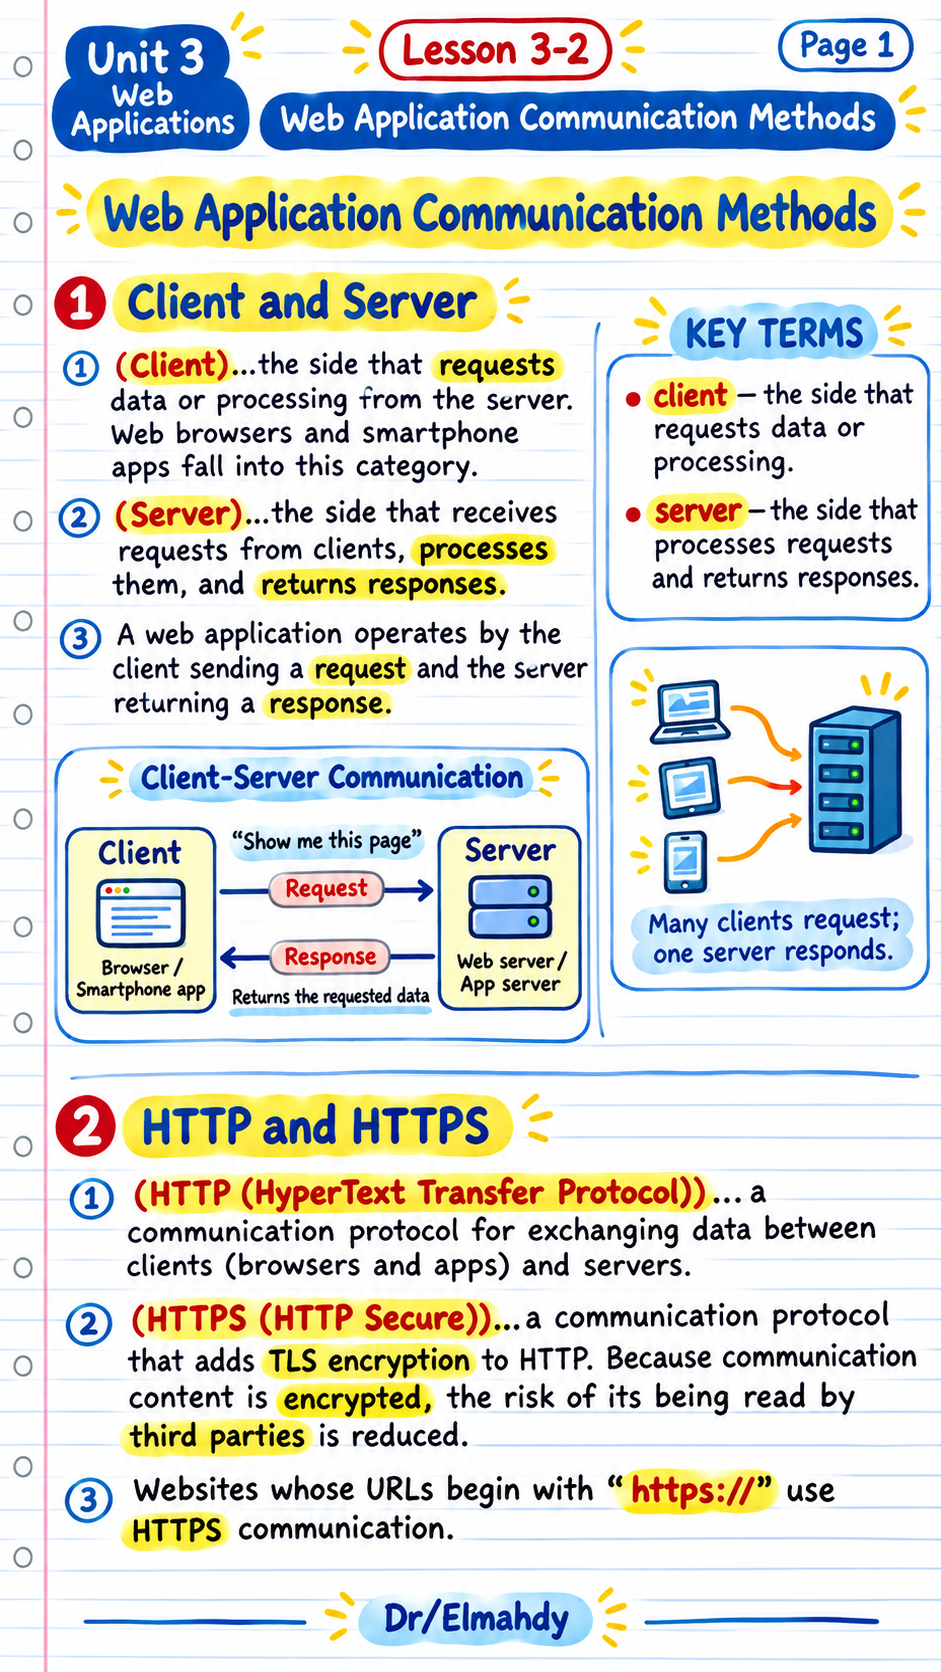 Unit 3
Web
Applications
Lesson 3-2
Page 1
Web Application Communication Methods
Web Application Communication Methods
1 Client and Server
1 (Client)...the side that requests
data or processing from the server.
Web browsers and smartphone
apps fall into this category.
2 (Server)...the side that receives
requests from clients, processes
them, and returns responses.
3 A web application operates by the
client sending a request and the server
returning a response.
KEY TERMS
• client – the side that
requests data or
processing.
• server – the side that
processes requests
and returns responses.
Many clients request;
one server responds.
Client-Server Communication
Client
Browser /
Smartphone app
“Show me this page”
Request
Response
Returns the requested data
Server
Web server/
App server
2 HTTP and HTTPS
1 (HTTP (HyperText Transfer Protocol))... a
communication protocol for exchanging data between
clients (browsers and apps) and servers.
2 (HTTPS (HTTP Secure))...a communication protocol
that adds TLS encryption to HTTP. Because communication
content is encrypted, the risk of its being read by
third parties is reduced.
3 Websites whose URLs begin with “https://” use
HTTPS communication.
Dr/Elmahdy